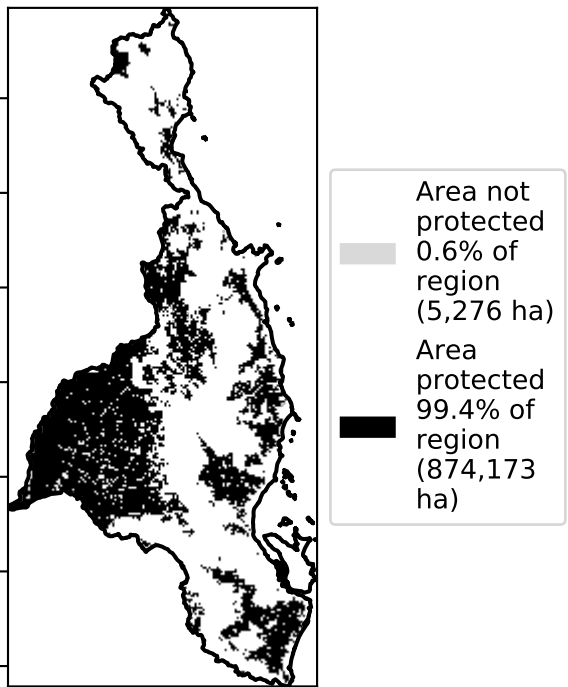 Area not
protected
0.6% of
region
(5,276 ha)
Area
protected
99.4% of
region
(874,173
ha)